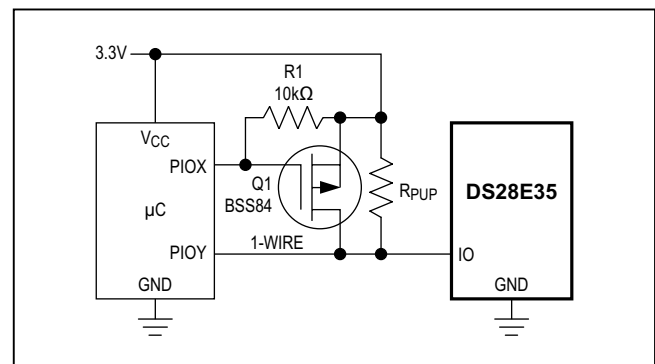 3.3V
R1
10kΩ
VCC
PIOX
Q1
BSS84
RPUP
DS28E35
µC
PIOY
1-WIRE
IO
GND
GND